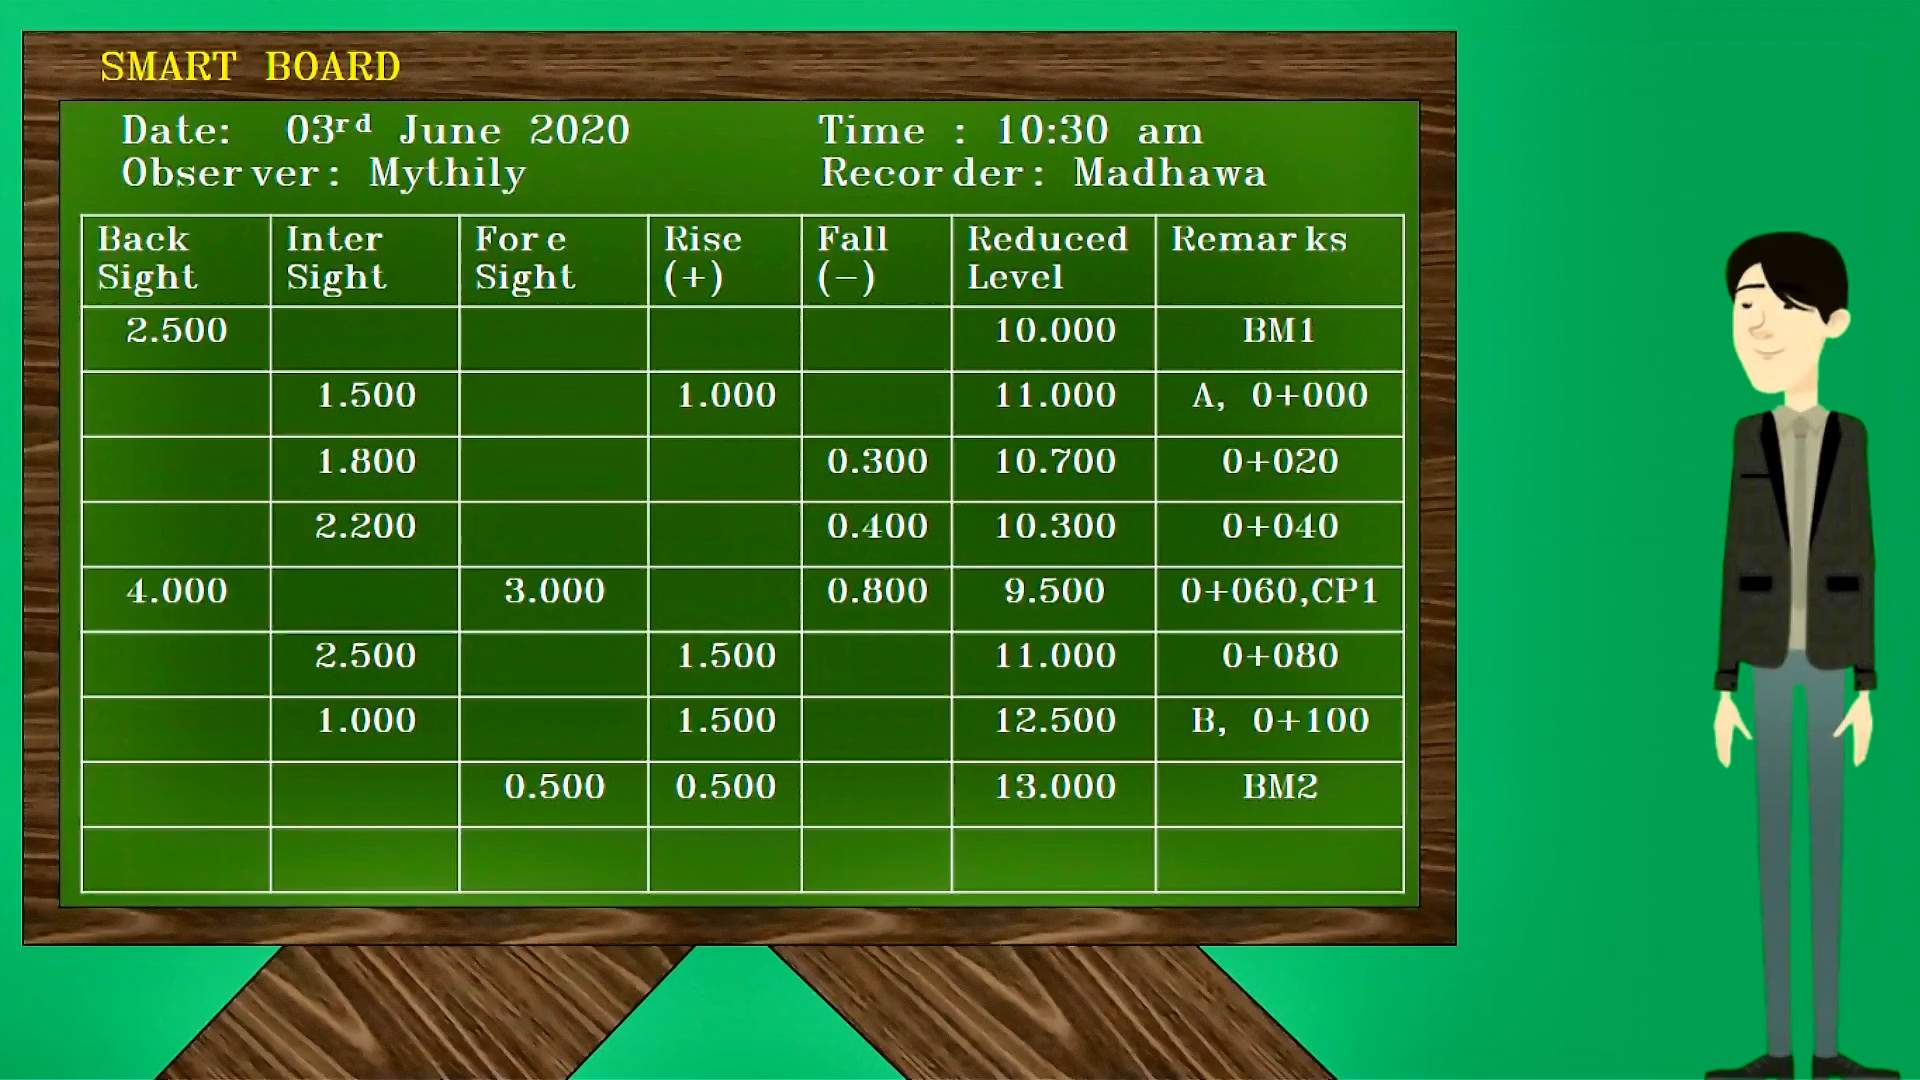 SMART BOARD
Date: 03rd June 2020 Time : 10:30 am
Observer: Mythily Recorder: Madhawa
Back Sight Inter Sight Fore Sight Rise (+) Fall (−) Reduced Level Remarks
2.500 10.000 BM1
1.500 1.000 11.000 A, 0+000
1.800 0.300 10.700 0+020
2.200 0.400 10.300 0+040
4.000 3.000 0.800 9.500 0+060,CP1
2.500 1.500 11.000 0+080
1.000 1.500 12.500 B, 0+100
0.500 0.500 13.000 BM2